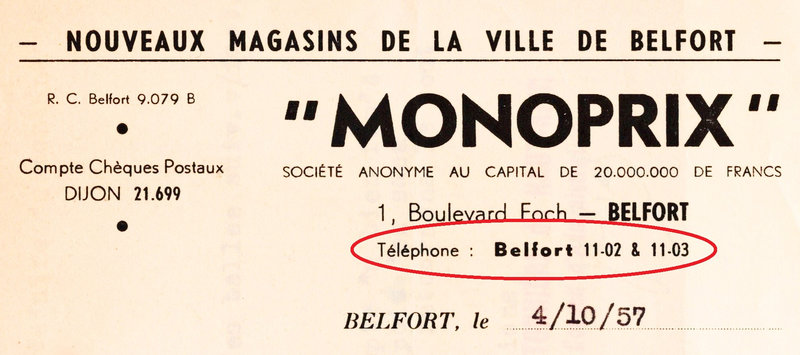 — NOUVEAUX MAGASINS DE LA VILLE DE BELFORT —
R. C. Belfort 9.079 B
Compte Chèques Postaux
DIJON 21.699
"MONOPRIX"
SOCIÉTÉ ANONYME AU CAPITAL DE 20.000.000 DE FRANCS
1, Boulevard Foch — BELFORT
Téléphone : Belfort 11-02 & 11-03
BELFORT, le 4/10/57